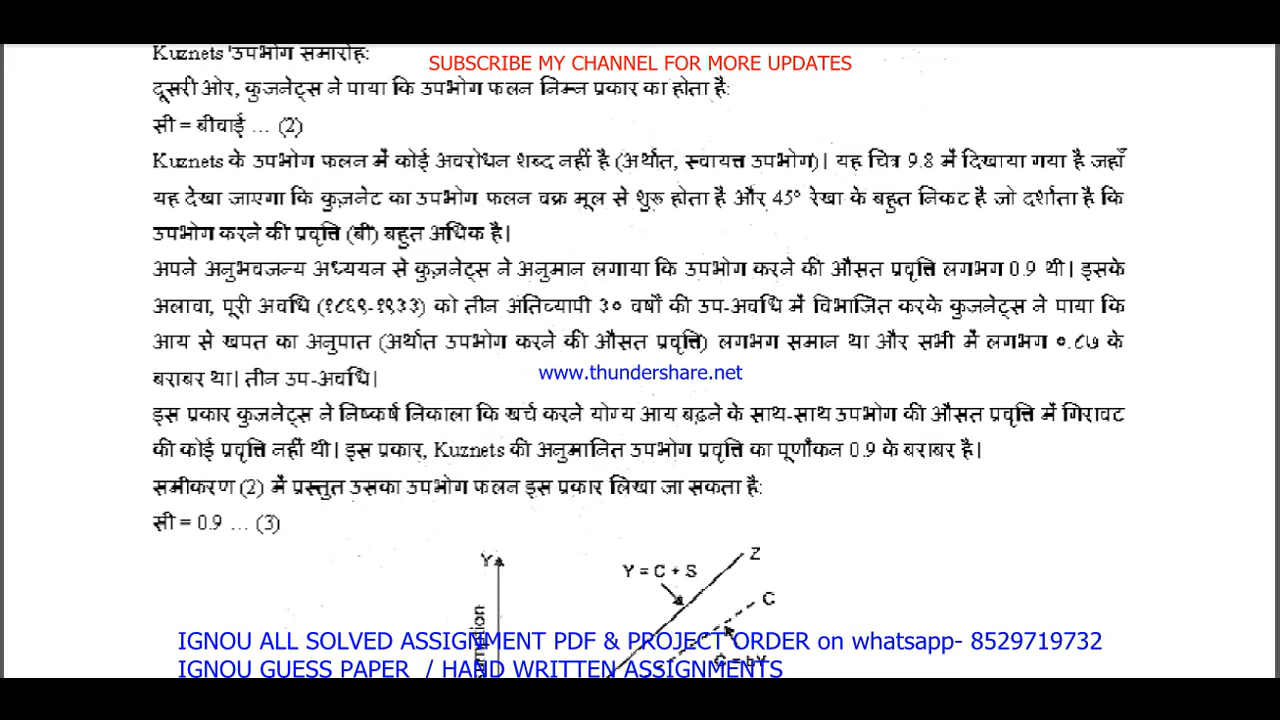 Kuznets 'उपभोग समारोह:
SUBSCRIBE MY CHANNEL FOR MORE UPDATES
दूसरी ओर, कुजनेट्स ने पाया कि उपभोग फलन निम्न प्रकार का होता है:
सी = बीवाई ... (2)
Kuznets के उपभोग फलन में कोई अवरोधन शब्द नहीं है (अर्थात, स्वायत्त उपभोग)। यह चित्र 9.8 में दिखाया गया है जहाँ
यह देखा जाएगा कि कुज़नेट का उपभोग फलन वक्र मूल से शुरू होता है और 45° रेखा के बहुत निकट है जो दर्शाता है कि
उपभोग करने की प्रवृत्ति (बी) बहुत अधिक है।
अपने अनुभवजन्य अध्ययन से कुज़नेट्स ने अनुमान लगाया कि उपभोग करने की औसत प्रवृत्ति लगभग 0.9 थी। इसके
अलावा, पूरी अवधि (१८६९-१९३३) को तीन अतिव्यापी ३० वर्षों की उप-अवधि में विभाजित करके कुजनेट्स ने पाया कि
आय से खपत का अनुपात (अर्थात उपभोग करने की औसत प्रवृत्ति) लगभग समान था और सभी में लगभग ०.८७ के
बराबर था। तीन उप-अवधि।
www.thundershare.net
इस प्रकार कुज़नेट्स ने निष्कर्ष निकाला कि खर्च करने योग्य आय बढ़ने के साथ-साथ उपभोग की औसत प्रवृत्ति में गिरावट
की कोई प्रवृत्ति नहीं थी। इस प्रकार, Kuznets की अनुमानित उपभोग प्रवृत्ति का पूर्णांकन 0.9 के बराबर है।
समीकरण (2) में प्रस्तुत उसका उपभोग फलन इस प्रकार लिखा जा सकता है:
सी = 0.9 ... (3)
Y
Z
Y = C + S
C
IGNOU ALL SOLVED ASSIGNMENT PDF & PROJECT ORDER on whatsapp- 8529719732
C = bY
IGNOU GUESS PAPER / HAND WRITTEN ASSIGNMENTS